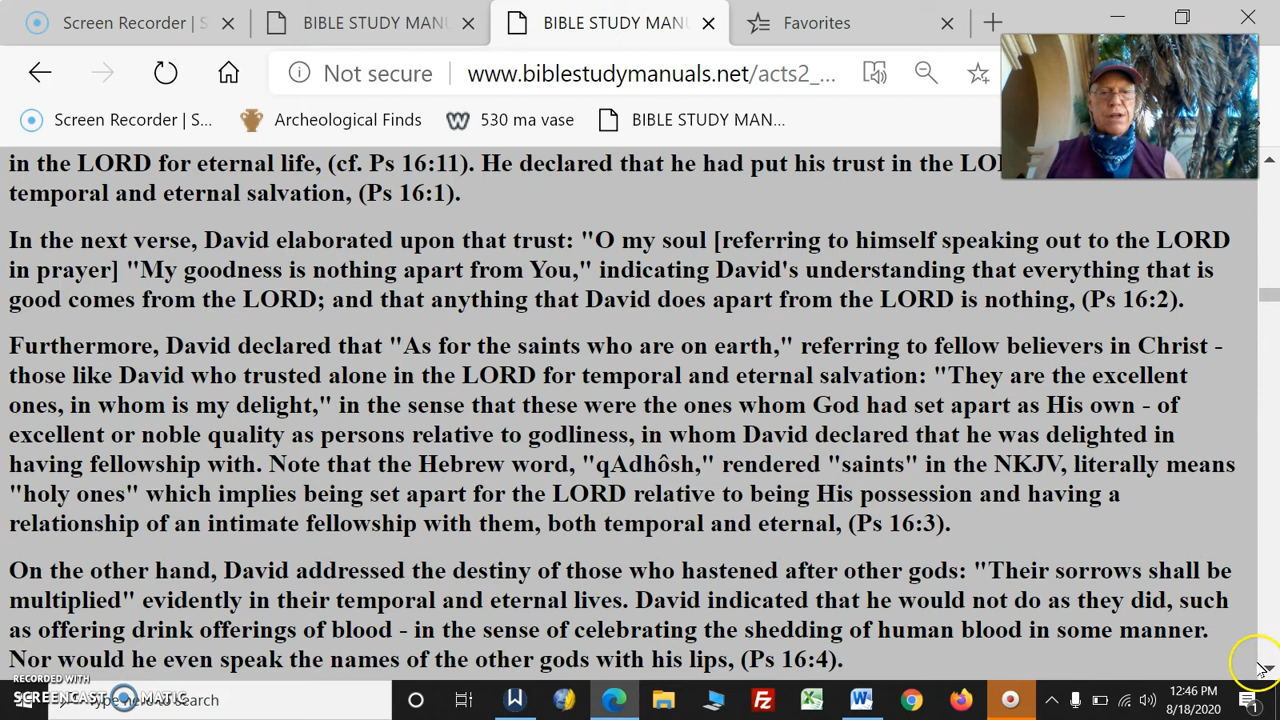 Screen Recorder | S
BIBLE STUDY MANU
BIBLE STUDY MANU
Favorites
Not secure
www.biblestudymanuals.net/acts2_...
Screen Recorder | S...
Archeological Finds
530 ma vase
BIBLE STUDY MAN...
in the LORD for eternal life, (cf. Ps 16:11). He declared that he had put his trust in the LO
temporal and eternal salvation, (Ps 16:1).
In the next verse, David elaborated upon that trust: "O my soul [referring to himself speaking out to the LORD
in prayer] "My goodness is nothing apart from You," indicating David's understanding that everything that is
good comes from the LORD; and that anything that David does apart from the LORD is nothing, (Ps 16:2).
Furthermore, David declared that "As for the saints who are on earth," referring to fellow believers in Christ -
those like David who trusted alone in the LORD for temporal and eternal salvation: "They are the excellent
ones, in whom is my delight," in the sense that these were the ones whom God had set apart as His own - of
excellent or noble quality as persons relative to godliness, in whom David declared that he was delighted in
having fellowship with. Note that the Hebrew word, "qAdhôsh," rendered "saints" in the NKJV, literally means
"holy ones" which implies being set apart for the LORD relative to being His possession and having a
relationship of an intimate fellowship with them, both temporal and eternal, (Ps 16:3).
On the other hand, David addressed the destiny of those who hastened after other gods: "Their sorrows shall be
multiplied" evidently in their temporal and eternal lives. David indicated that he would not do as they did, such
as offering drink offerings of blood - in the sense of celebrating the shedding of human blood in some manner.
Nor would he even speak the names of the other gods with his lips, (Ps 16:4).
RECORDED WITH
SCREENCAST MATIC
Type here to search
12:46 PM
8/18/2020
1